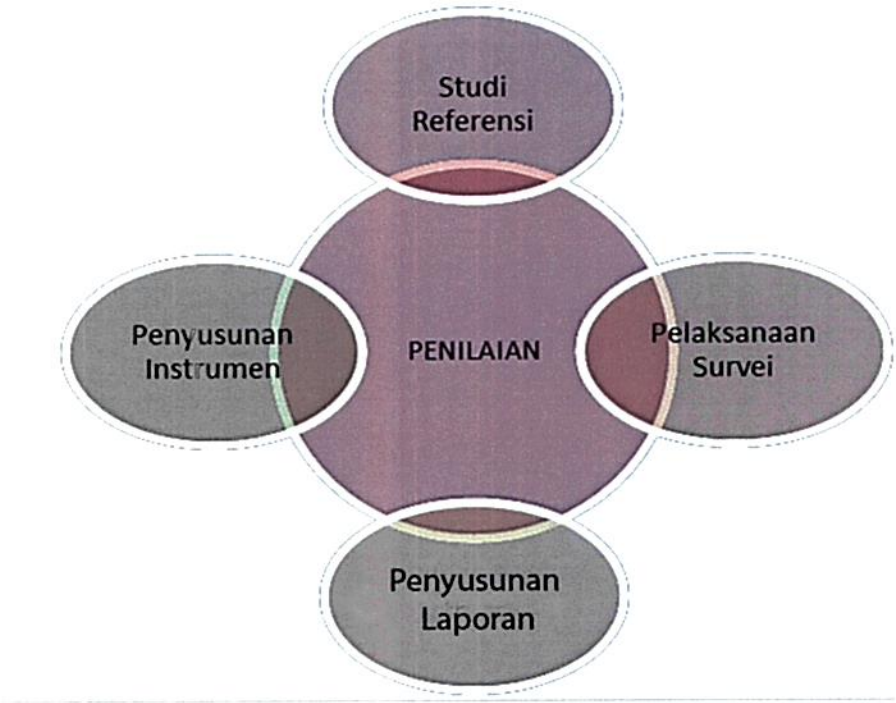 Studi
Referensi
Penyusunan
Instrumen
PENILAIAN
Pelaksanaan
Survei
Penyusunan
Laporan